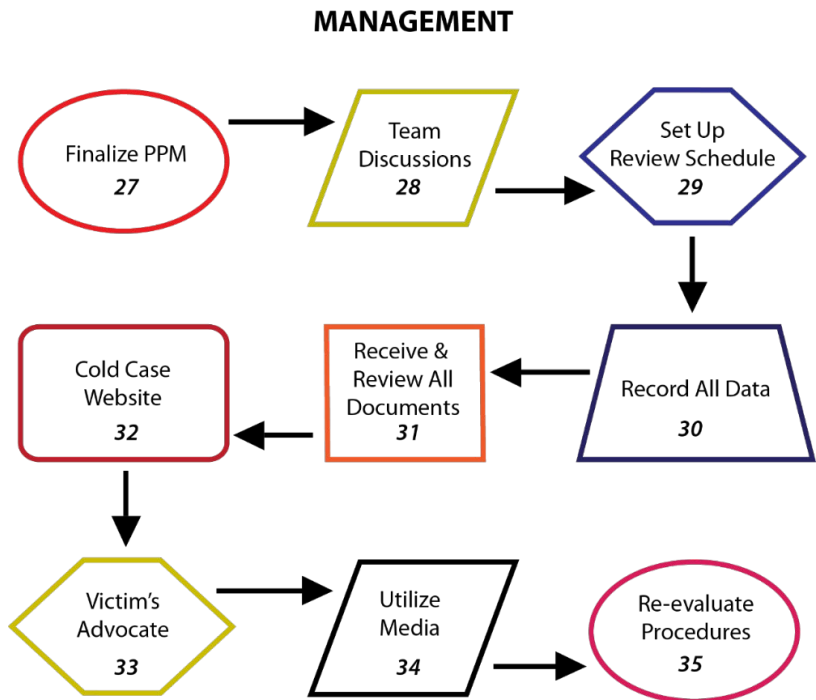 MANAGEMENT
Finalize PPM
27
Team
Discussions
28
Set Up
Review Schedule
29
Record All Data
30
Receive &
Review All
Documents
31
Cold Case
Website
32
Victim's
Advocate
33
Utilize
Media
34
Re-evaluate
Procedures
35